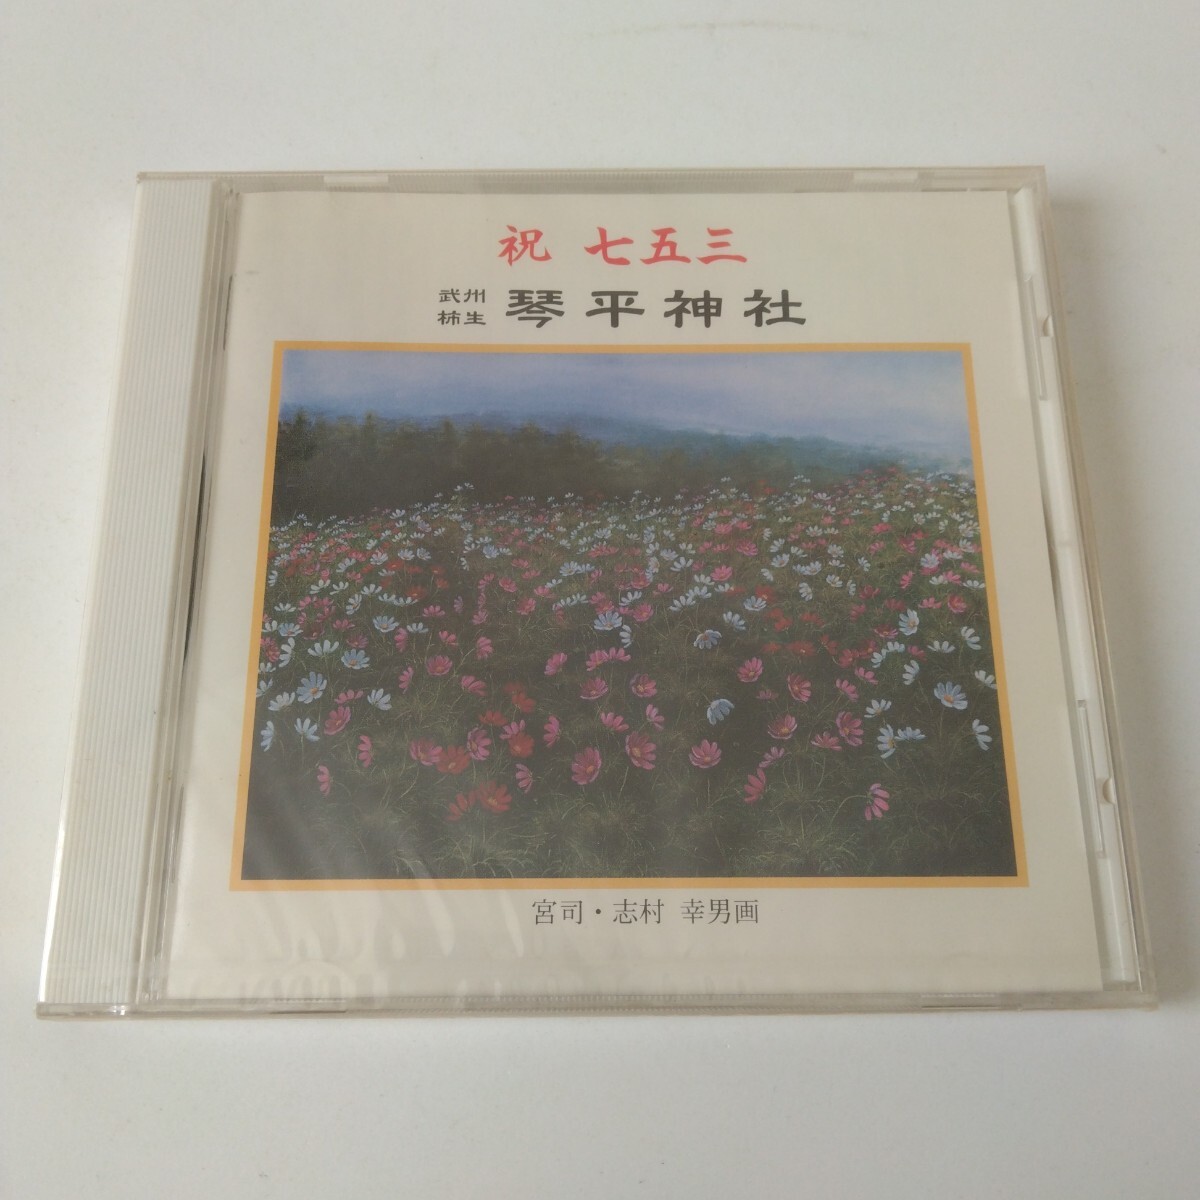 祝 七五三
武州
柿生
琴平神社
宮司・志村 幸男画